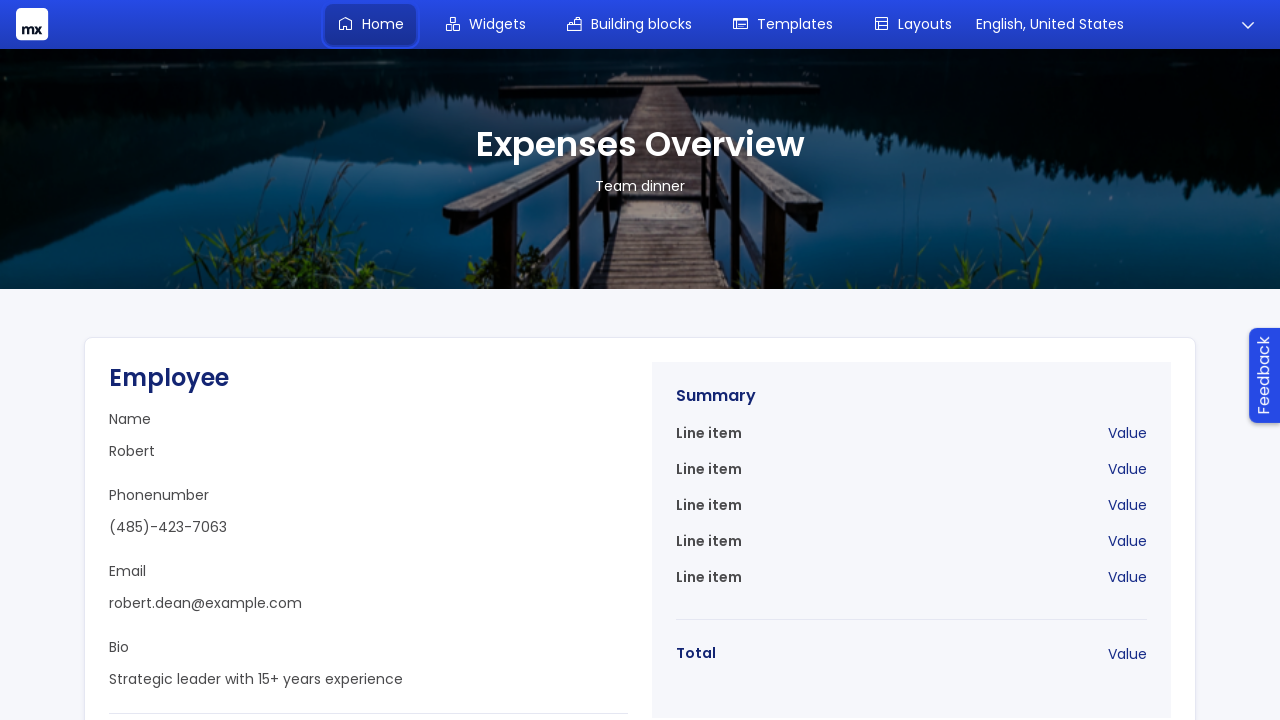 mx
Home
Widgets
Building blocks
Templates
Layouts
English, United States
Expenses Overview
Team dinner
Feedback
Employee
Name
Robert
Phonenumber
(485)-423-7063
Email
robert.dean@example.com
Bio
Strategic leader with 15+ years experience
Summary
Line item Value
Line item Value
Line item Value
Line item Value
Line item Value
Total Value